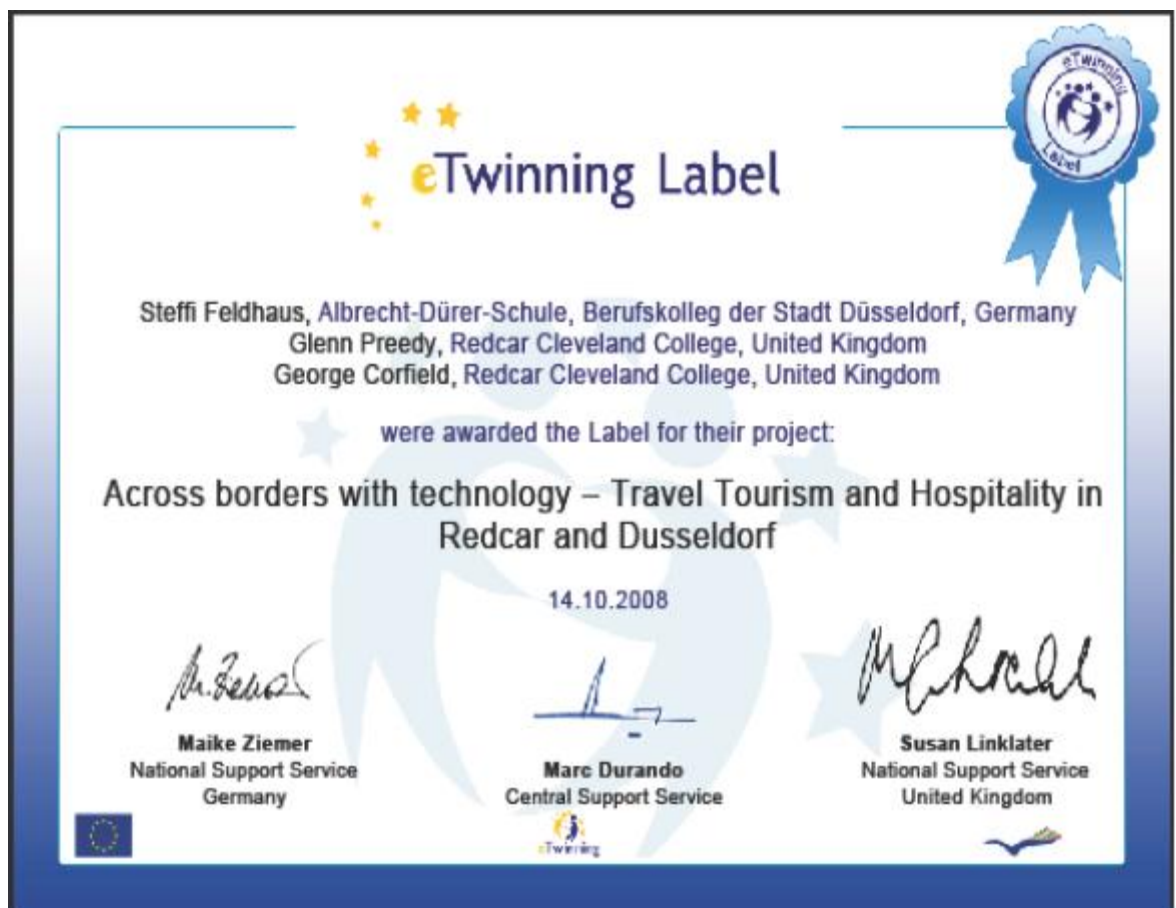 eTwinning
Label
eTwinning Label
Steffi Feldhaus, Albrecht-Dürer-Schule, Berufskolleg der Stadt Düsseldorf, Germany
Glenn Preedy, Redcar Cleveland College, United Kingdom
George Corfield, Redcar Cleveland College, United Kingdom
were awarded the Label for their project:
Across borders with technology – Travel Tourism and Hospitality in
Redcar and Dusseldorf
14.10.2008
Maike Ziemer
National Support Service
Germany
Marc Durando
Central Support Service
Susan Linklater
National Support Service
United Kingdom
eTwinning